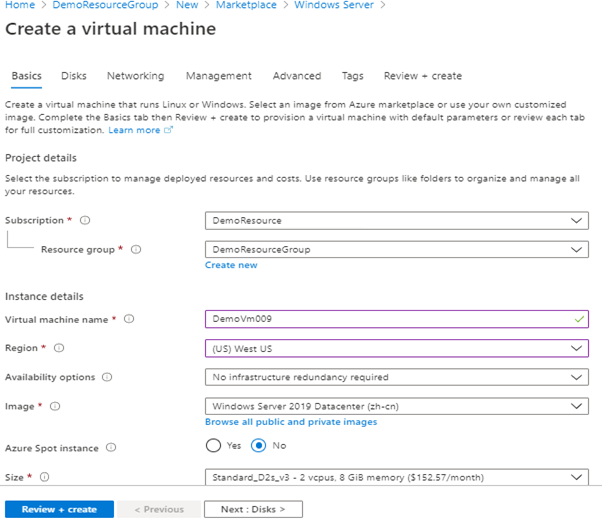 Home > DemoResourceGroup > New > Marketplace > Windows Server >
Create a virtual machine
Basics Disks Networking Management Advanced Tags Review + create
Create a virtual machine that runs Linux or Windows. Select an image from Azure marketplace or use your own customized
image. Complete the Basics tab then Review + create to provision a virtual machine with default parameters or review each tab
for full customization. Learn more
Project details
Select the subscription to manage deployed resources and costs. Use resource groups like folders to organize and manage all
your resources.
Subscription * DemoResource
Resource group * DemoResourceGroup
Create new
Instance details
Virtual machine name * DemoVm009
Region * (US) West US
Availability options No infrastructure redundancy required
Image * Windows Server 2019 Datacenter (zh-cn)
Browse all public and private images
Azure Spot instance Yes No
Size * Standard_D2s_v3 - 2 vcpus, 8 GiB memory ($152.57/month)
Review + create < Previous Next : Disks >